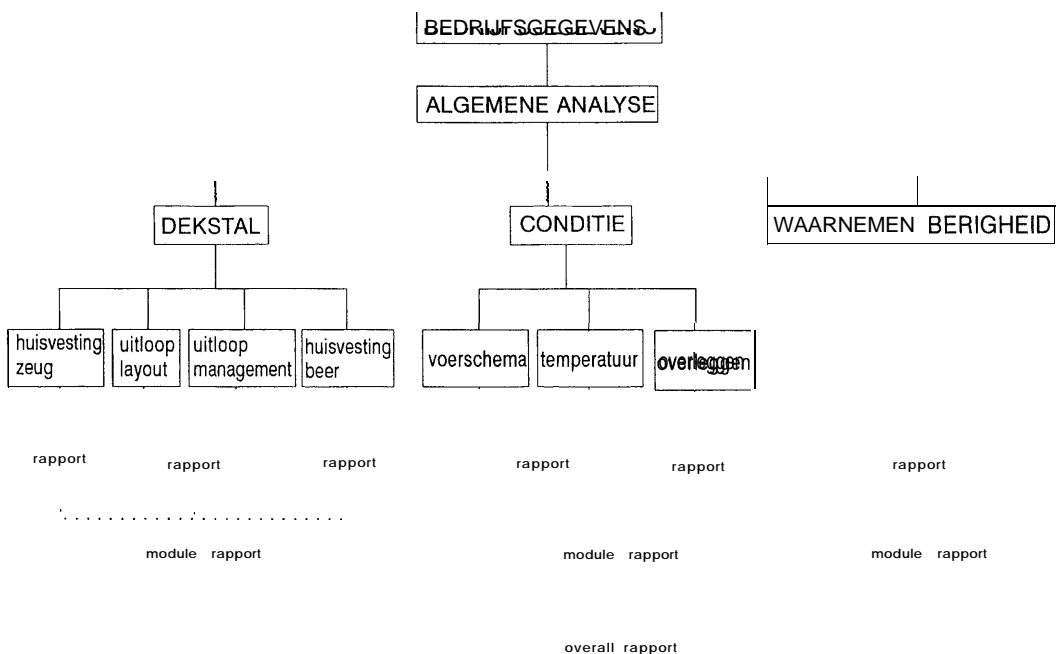 BEDRIJFSGEGEVENS
ALGEMENE ANALYSE
DEKSTAL
CONDITIE
WAARNEMEN BERIGHEID
huisvesting
zeug
uitloop
layout
uitloop
management
huisvesting
beer
voerschema
temperatuur
overleggen
rapport
rapport
rapport
rapport
rapport
rapport
module rapport
module rapport
module rapport
overall rapport